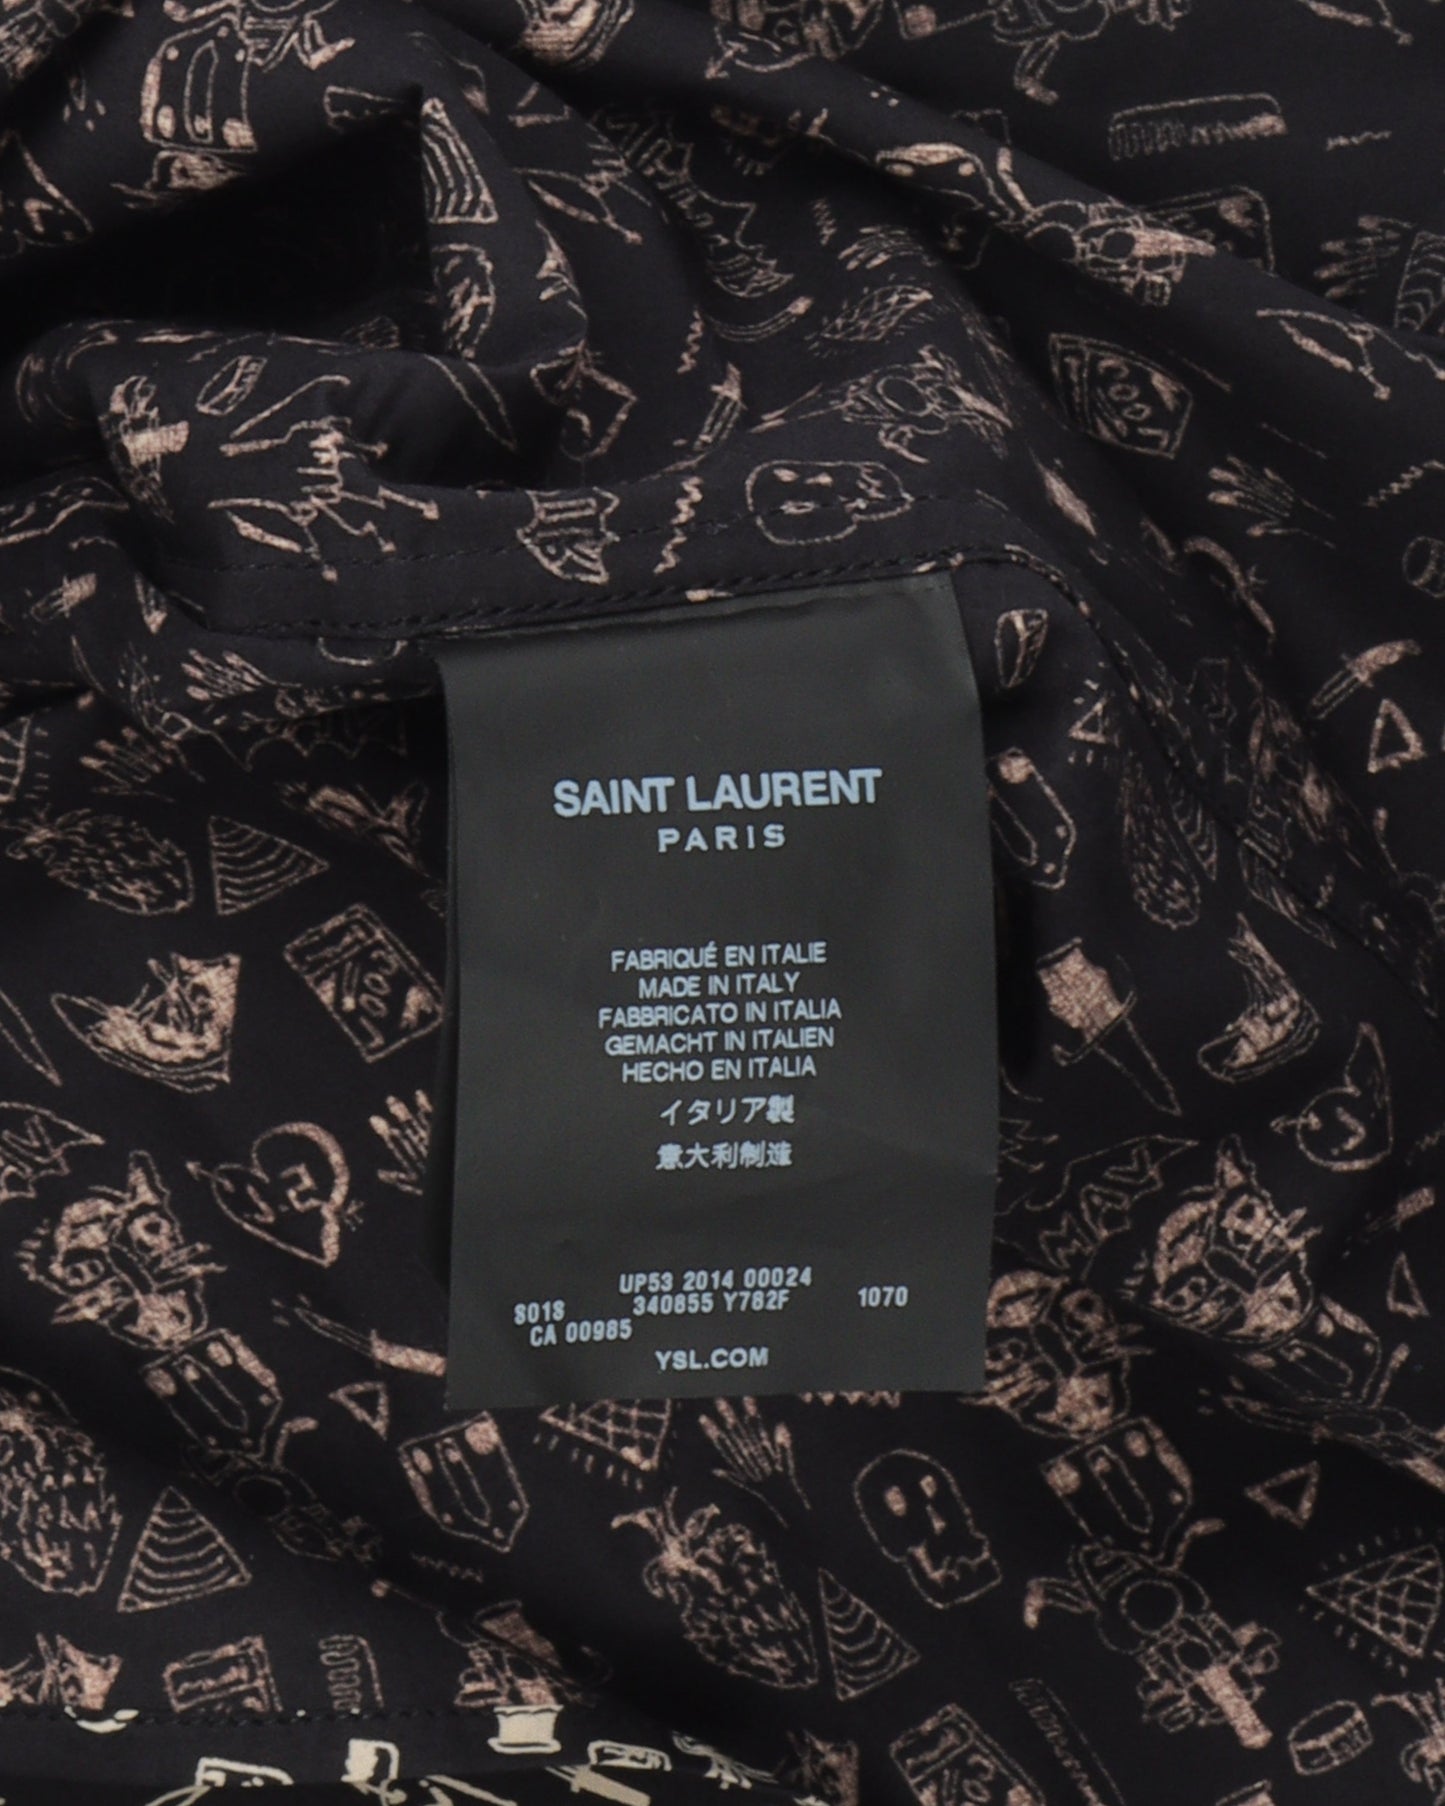 SAINT LAURENT
PARIS
FABRIQUÉ EN ITALIE
MADE IN ITALY
FABBRICATO IN ITALIA
GEMACHT IN ITALIEN
HECHO EN ITALIA
イタリア製
意大利制造
UP53 2014 00024
S01S 340855 Y762F 1070
CA 00985
YSL.COM